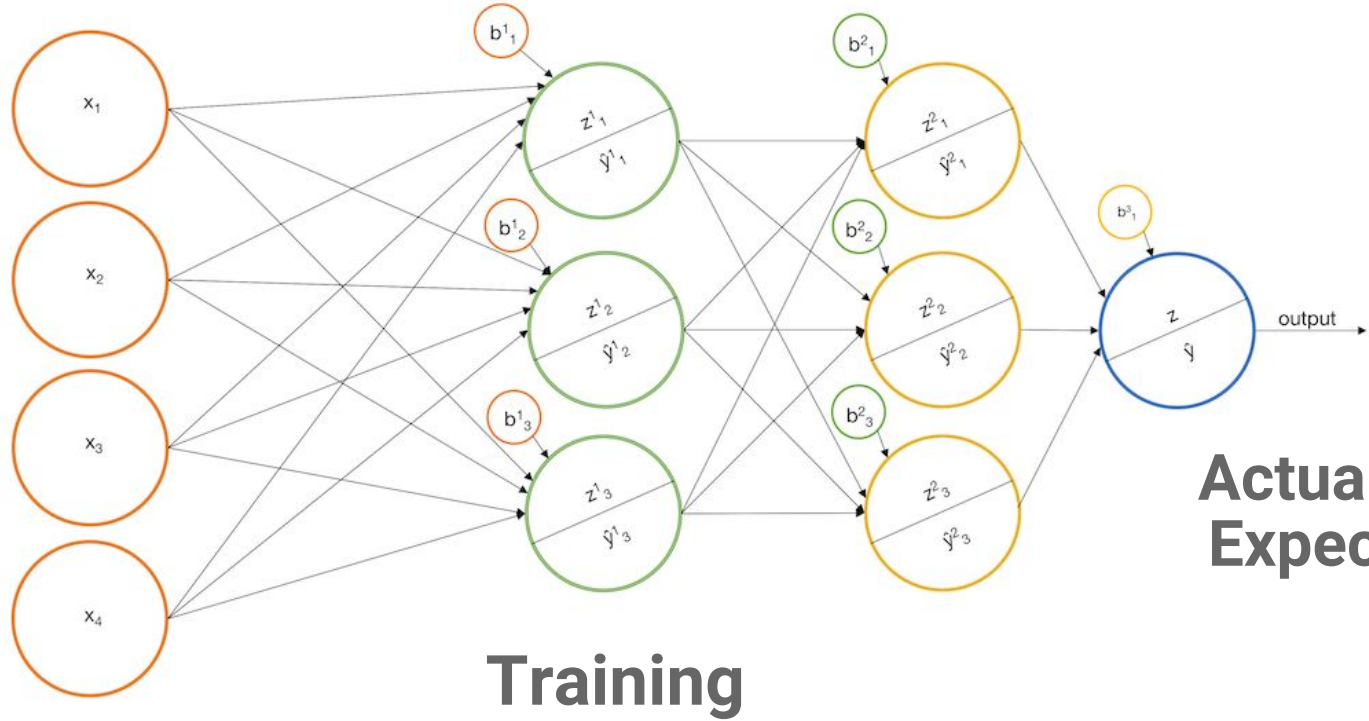 x₁
x₂
x₃
x₄
b¹₁
z¹₁
ŷ¹₁
b¹₂
z¹₂
ŷ¹₂
b¹₃
z¹₃
ŷ¹₃
b²₁
z²₁
ŷ²₁
b²₂
z²₂
ŷ²₂
b²₃
z²₃
ŷ²₃
b³₁
z
ŷ
output
Actua
Expec
Training